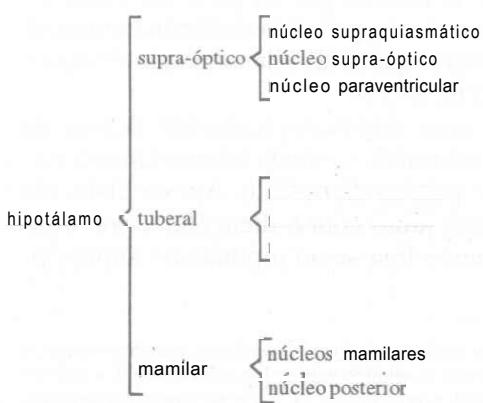 núcleo supraquiasmático
supra-óptico núcleo supra-óptico
núcleo paraventricular
hipotálamo tuberal
mamilar núcleos mamilares
núcleo posterior